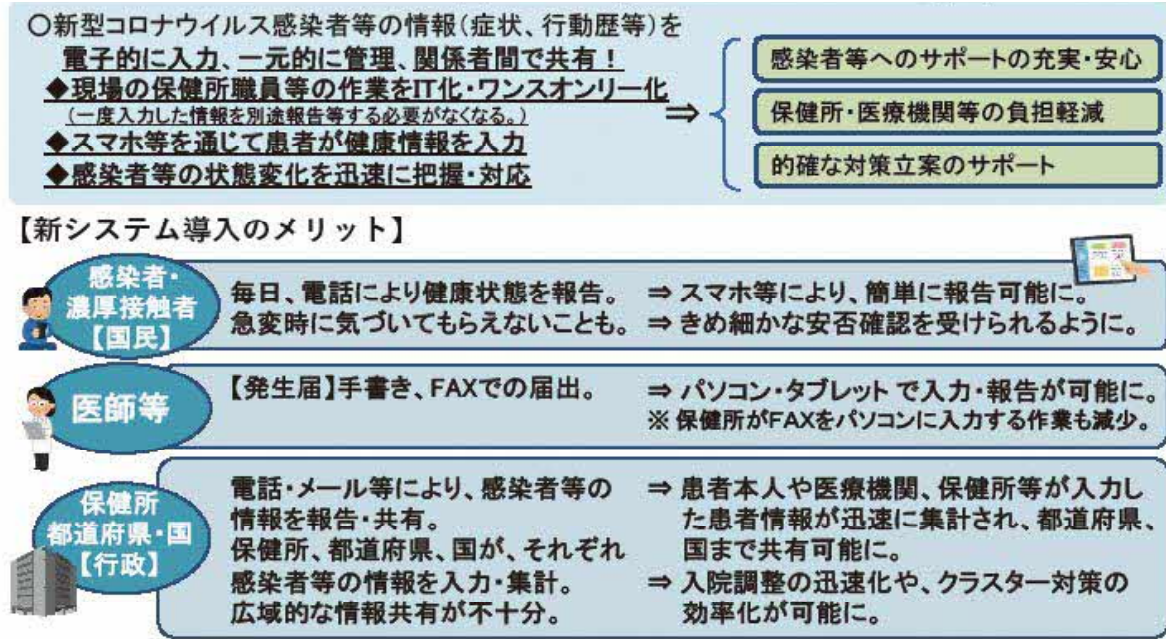 ○新型コロナウイルス感染者等の情報(症状、行動歴等)を
電子的に入力、一元的に管理、関係者間で共有！
◆現場の保健所職員等の作業をIT化・ワンスオンリー化
(一度入力した情報を別途報告等する必要がなくなる。)
◆スマホ等を通じて患者が健康情報を入力
◆感染者等の状態変化を迅速に把握・対応
⇒
感染者等へのサポートの充実・安心
保健所・医療機関等の負担軽減
的確な対策立案のサポート
【新システム導入のメリット】
感染者・
濃厚接触者
【国民】
毎日、電話により健康状態を報告。
急変時に気づいてもらえないことも。
⇒ スマホ等により、簡単に報告可能に。
⇒ きめ細かな安否確認を受けられるように。
医師等
【発生届】手書き、FAXでの届出。
⇒ パソコン・タブレット で入力・報告が可能に。
※ 保健所がFAXをパソコンに入力する作業も減少。
保健所
都道府県・国
【行政】
電話・メール等により、感染者等の
情報を報告・共有。
保健所、都道府県、国が、それぞれ
感染者等の情報を入力・集計。
広域的な情報共有が不十分。
⇒ 患者本人や医療機関、保健所等が入力し
た患者情報が迅速に集計され、都道府県、
国まで共有可能に。
⇒ 入院調整の迅速化や、クラスター対策の
効率化が可能に。